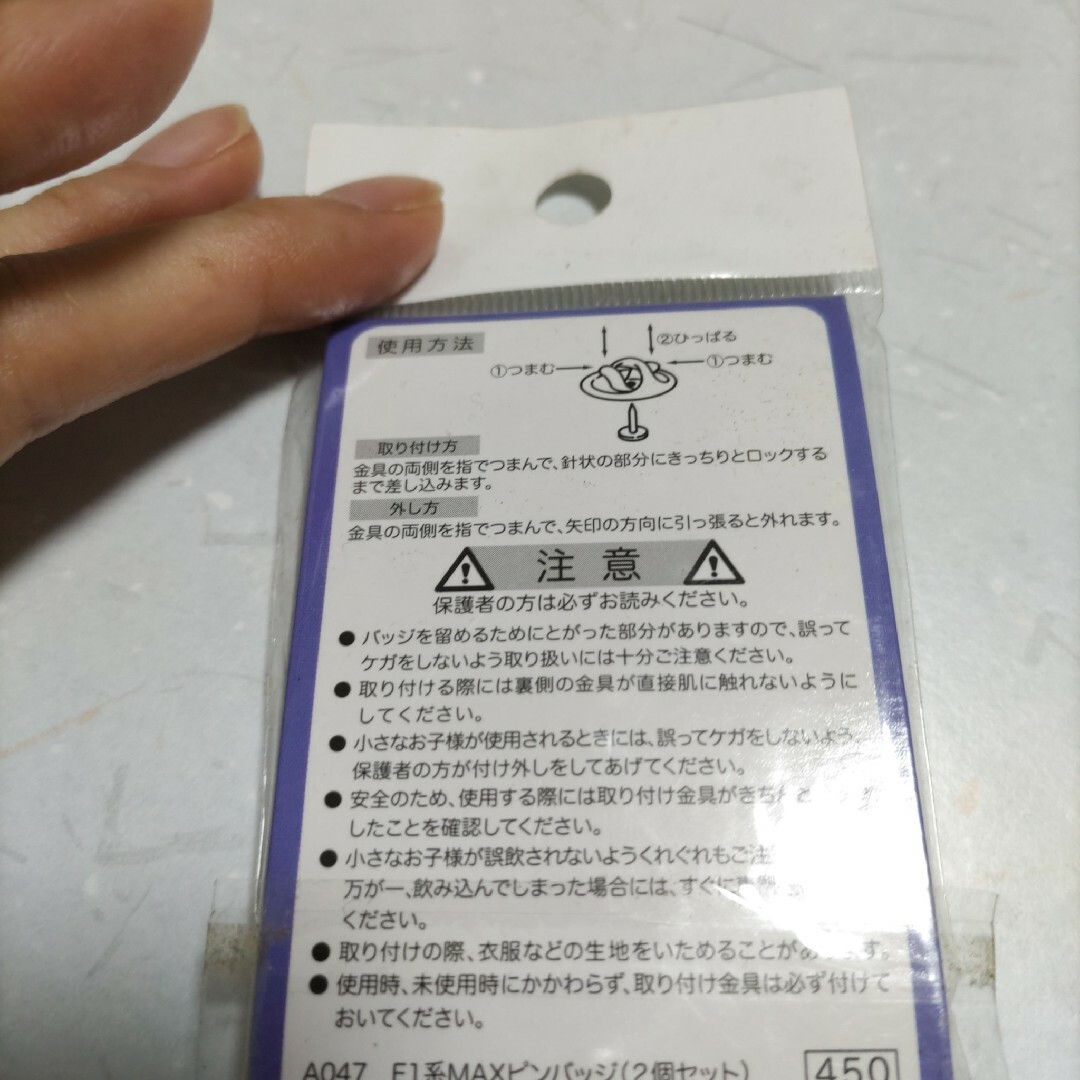 使用方法
②ひっぱる
①つまむ
①つまむ
取り付け方
金具の両側を指でつまんで、針状の部分にきっちりとロックする
まで差し込みます。
外し方
金具の両側を指でつまんで、矢印の方向に引っ張ると外れます。
注意
保護者の方は必ずお読みください。
● バッジを留めるためにとがった部分がありますので、誤って
ケガをしないよう取り扱いには十分ご注意ください。
● 取り付ける際には裏側の金具が直接肌に触れないように
してください。
● 小さなお子様が使用されるときには、誤ってケガをしないよう、
保護者の方が付け外しをしてあげてください。
● 安全のため、使用する際には取り付け金具がきちんと
したことを確認してください。
● 小さなお子様が誤飲されないようくれぐれもご注
万が一、飲み込んでしまった場合には、すぐに
ください。
● 取り付けの際、衣服などの生地をいためることがあります。
● 使用時、未使用時にかかわらず、取り付け金具は必ず付けて
おいてください。
A047 E1系MAXピンバッジ(2個セット) 450